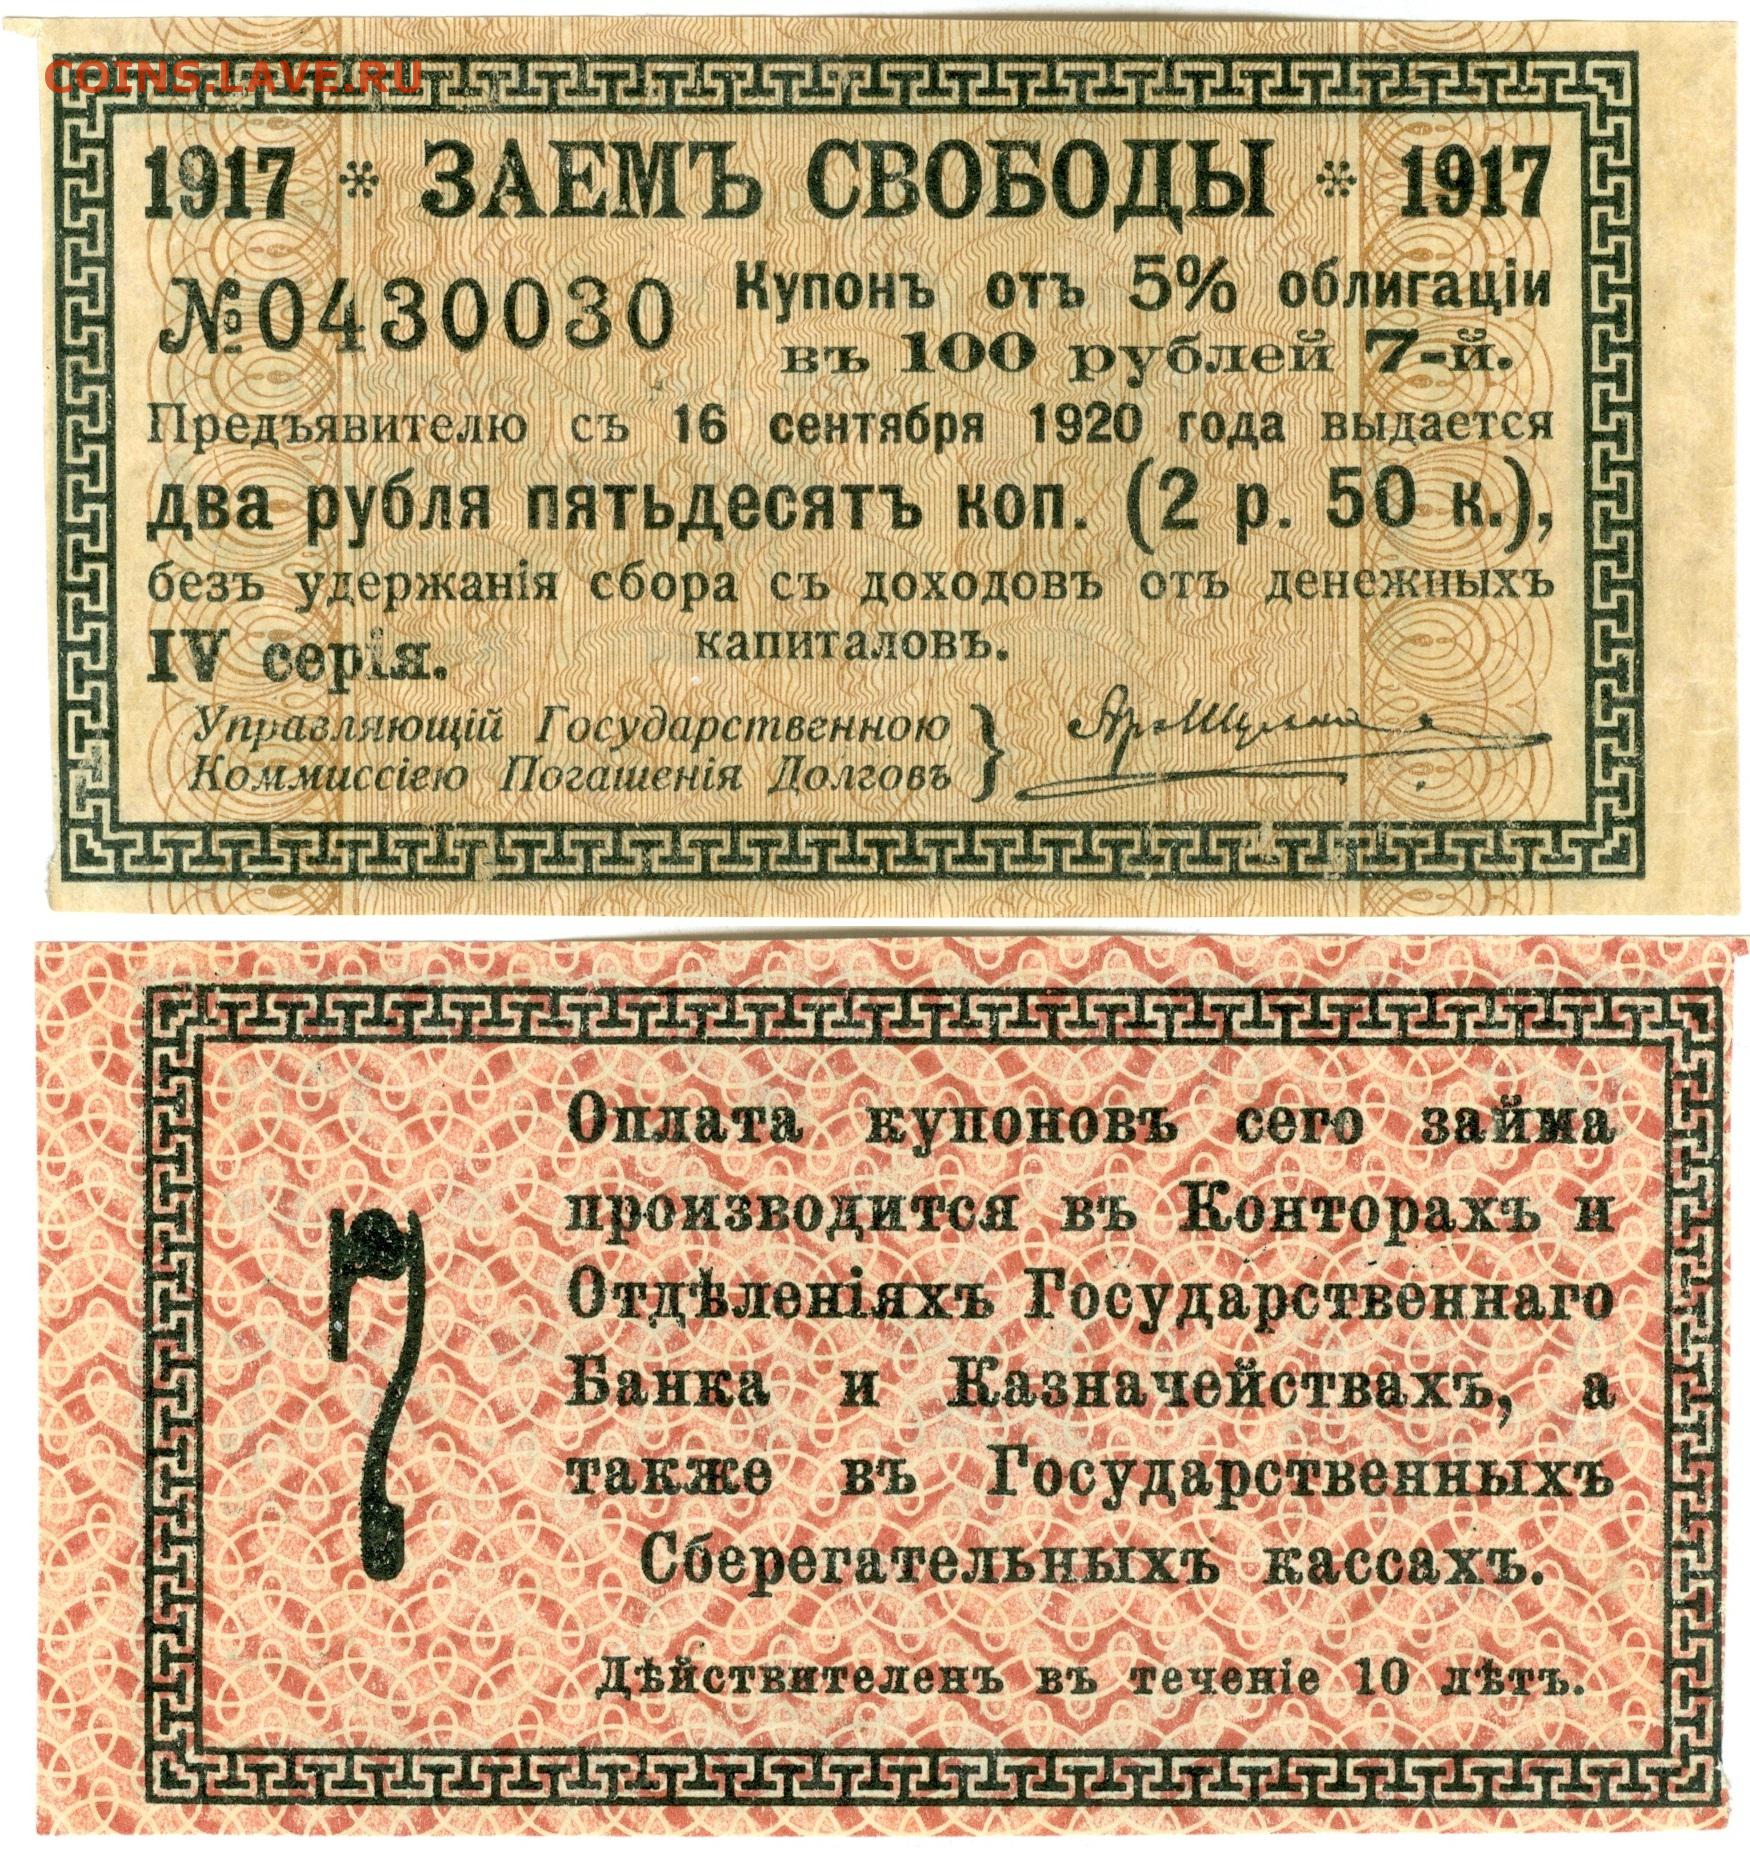 COINS.LAVE.RU
1917 * ЗАЕМЪ СВОБОДЫ * 1917
№ 0430030
Купонъ отъ 5% облигаціи
въ 100 рублей 7-й.
Предъявителю съ 16 сентября 1920 года выдается
два рубля пятьдесятъ коп. (2 р. 50 к.),
безъ удержанія сбора съ доходовъ отъ денежныхъ
капиталовъ.
IV серія.
Управляющій Государственною
Коммиссіею Погашенія Долговъ
7
Оплата купоновъ сего займа
производится въ Конторахъ и
Отдѣленіяхъ Государственнаго
Банка и Казначействахъ, а
также въ Государственныхъ
Сберегательныхъ кассахъ.
Дѣйствителенъ въ теченіе 10 лѣтъ.